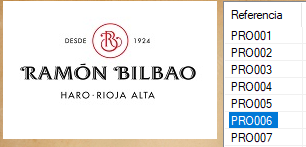 DESDE RB 1924
RAMÓN BILBAO
HARO·RIOJA ALTA
Referencia
PRO001
PRO002
PRO003
PRO004
PRO005
PRO006
PRO007